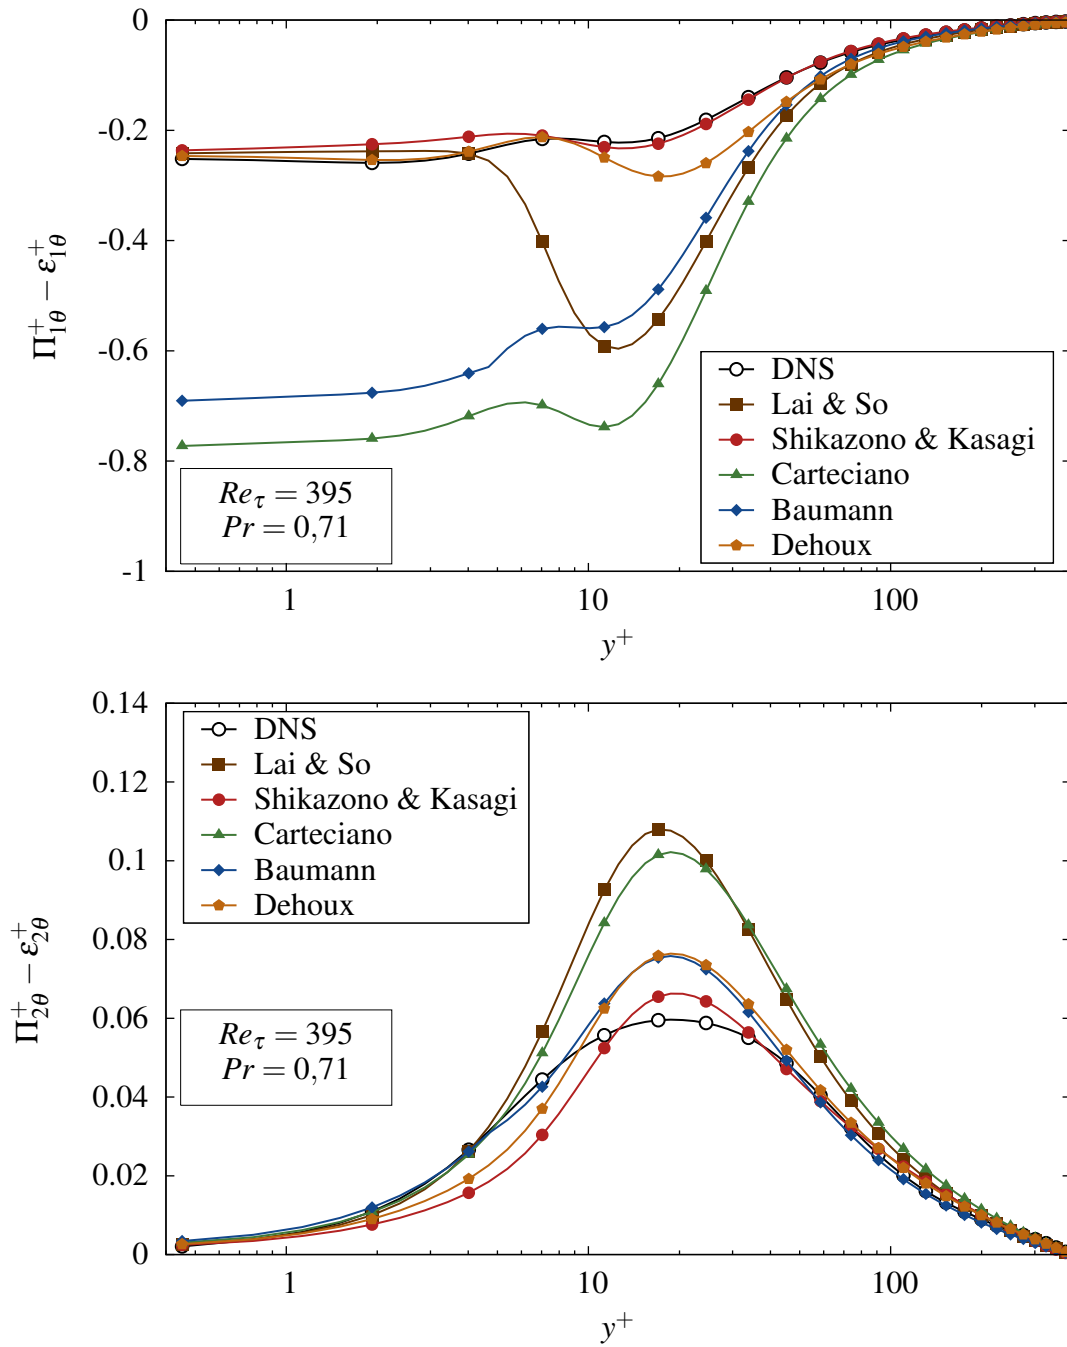 0
-0.2
-0.4
-0.6
-0.8
-1
Π⁺₁θ − ε⁺₁θ
DNS
Lai & So
Shikazono & Kasagi
Carteciano
Baumann
Dehoux
Reτ = 395
Pr = 0,71
1 10 100
y⁺
0.14
0.12
0.1
0.08
0.06
0.04
0.02
0
Π⁺₂θ − ε⁺₂θ
DNS
Lai & So
Shikazono & Kasagi
Carteciano
Baumann
Dehoux
Reτ = 395
Pr = 0,71
1 10 100
y⁺